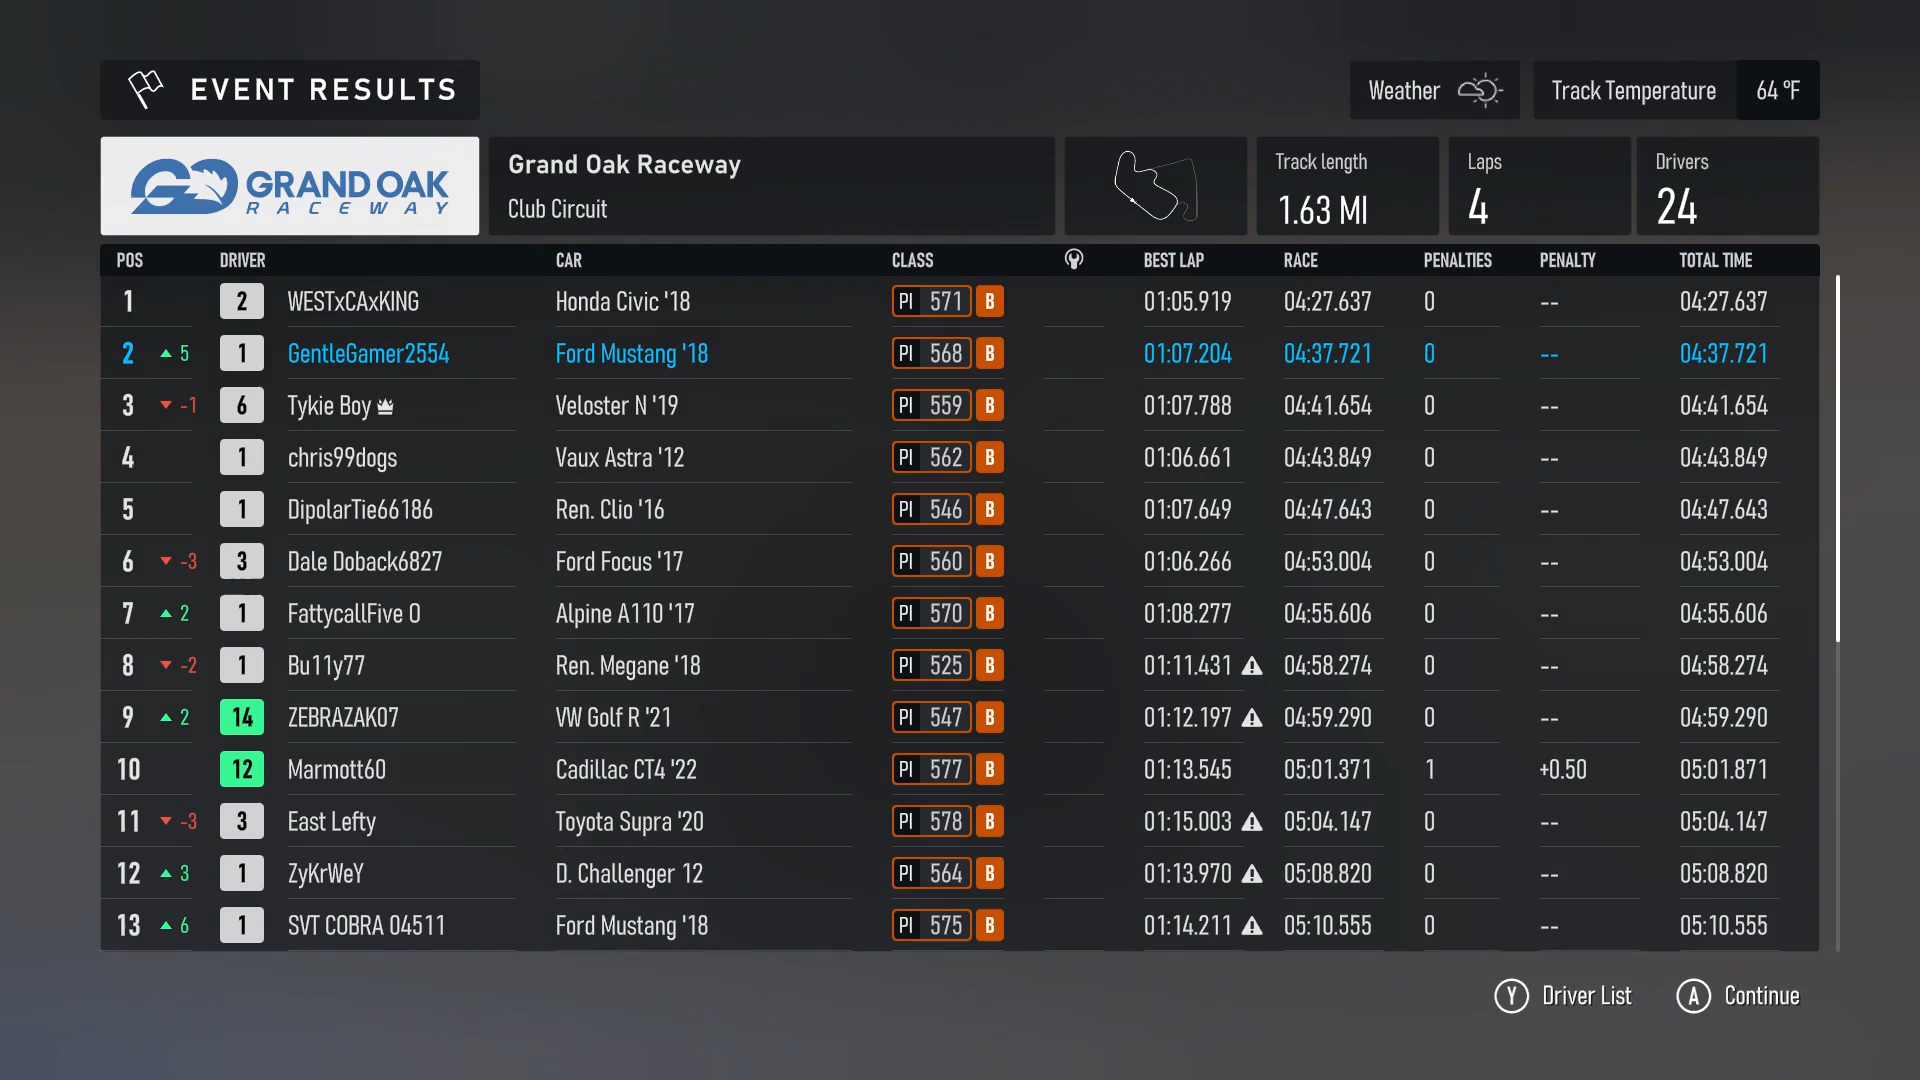 EVENT RESULTS
Weather
Track Temperature 64 °F
GRAND OAK
RACEWAY
Grand Oak Raceway
Club Circuit
Track length
1.63 MI
Laps
4
Drivers
24
POS DRIVER CAR CLASS BEST LAP RACE PENALTIES PENALTY TOTAL TIME
1 2 WESTxCAxKING Honda Civic '18 PI 571 B 01:05.919 04:27.637 0 -- 04:27.637
2 ▲ 5 1 GentleGamer2554 Ford Mustang '18 PI 568 B 01:07.204 04:37.721 0 -- 04:37.721
3 ▼ -1 6 Tykie Boy Veloster N '19 PI 559 B 01:07.788 04:41.654 0 -- 04:41.654
4 1 chris99dogs Vaux Astra '12 PI 562 B 01:06.661 04:43.849 0 -- 04:43.849
5 1 DipolarTie66186 Ren. Clio '16 PI 546 B 01:07.649 04:47.643 0 -- 04:47.643
6 ▼ -3 3 Dale Doback6827 Ford Focus '17 PI 560 B 01:06.266 04:53.004 0 -- 04:53.004
7 ▲ 2 1 FattycallFive O Alpine A110 '17 PI 570 B 01:08.277 04:55.606 0 -- 04:55.606
8 ▼ -2 1 Bu11y77 Ren. Megane '18 PI 525 B 01:11.431 04:58.274 0 -- 04:58.274
9 ▲ 2 14 ZEBRAZAK07 VW Golf R '21 PI 547 B 01:12.197 04:59.290 0 -- 04:59.290
10 12 Marmott60 Cadillac CT4 '22 PI 577 B 01:13.545 05:01.371 1 +0.50 05:01.871
11 ▼ -3 3 East Lefty Toyota Supra '20 PI 578 B 01:15.003 05:04.147 0 -- 05:04.147
12 ▲ 3 1 ZyKrWeY D. Challenger 12 PI 564 B 01:13.970 05:08.820 0 -- 05:08.820
13 ▲ 6 1 SVT COBRA 04511 Ford Mustang '18 PI 575 B 01:14.211 05:10.555 0 -- 05:10.555
Y Driver List A Continue